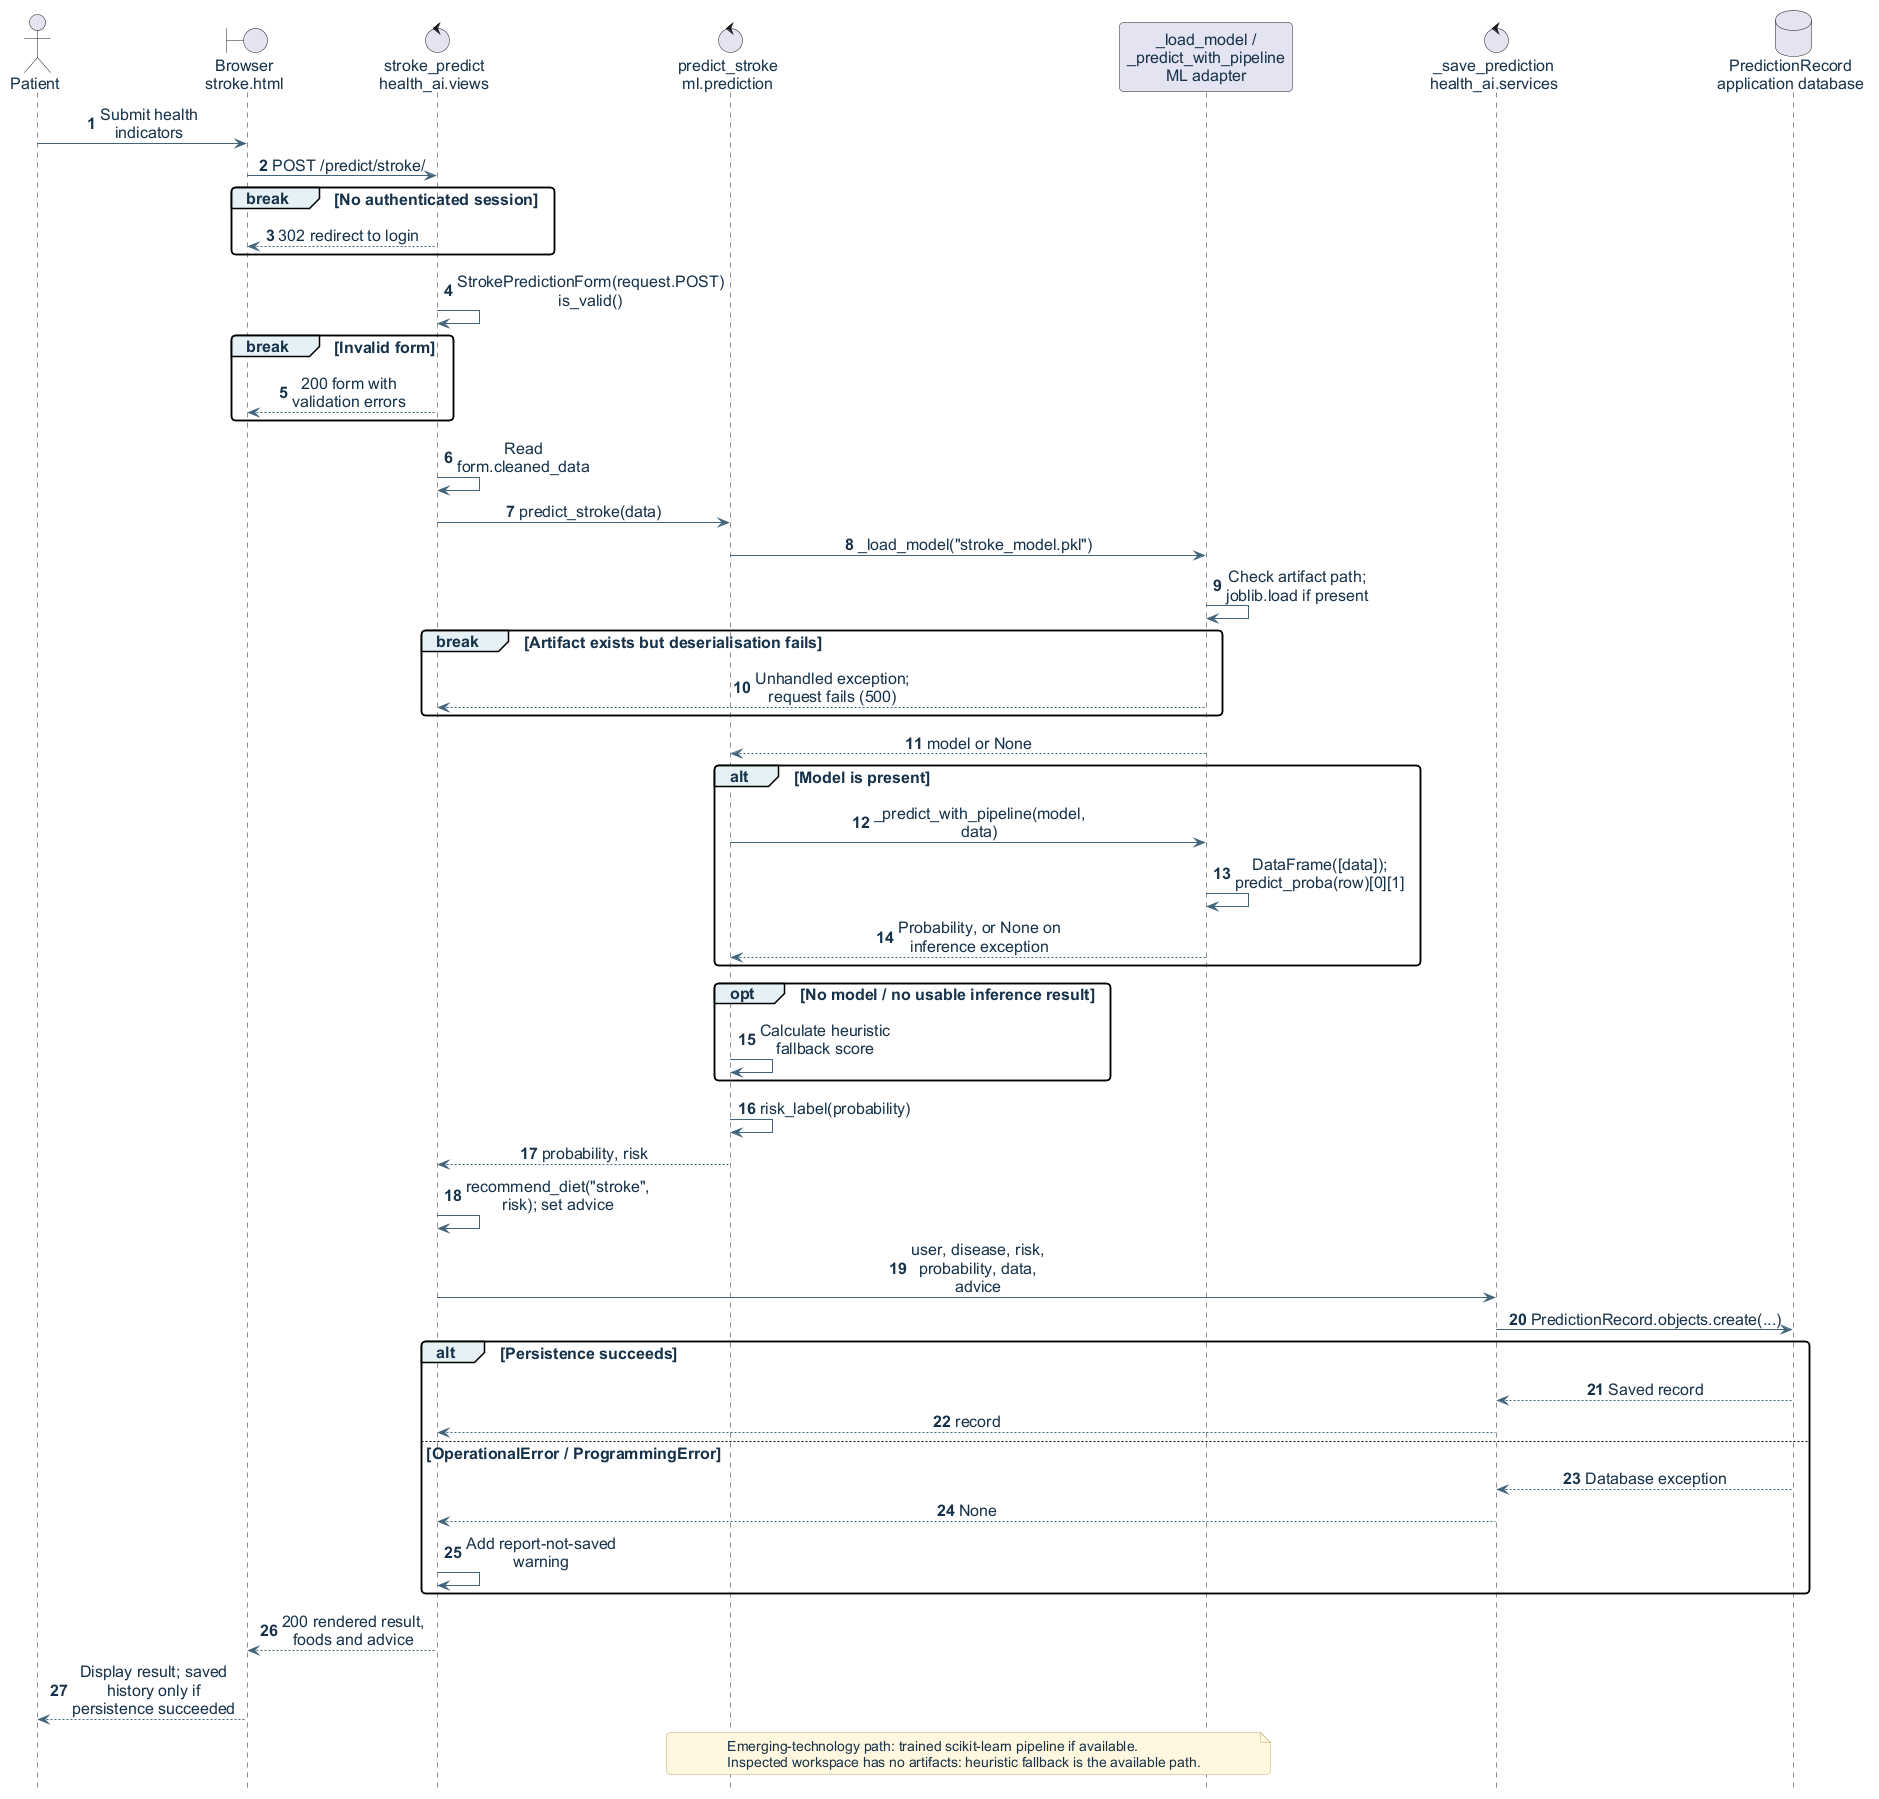 Patient
Browser
stroke.html
stroke_predict
health_ai.views
predict_stroke
ml.prediction
_load_model /
_predict_with_pipeline
ML adapter
_save_prediction
health_ai.services
PredictionRecord
application database
1 Submit health
indicators
2 POST /predict/stroke/
break [No authenticated session]
3 302 redirect to login
4 StrokePredictionForm(request.POST)
is_valid()
break [Invalid form]
5 200 form with
validation errors
6 Read
form.cleaned_data
7 predict_stroke(data)
8 _load_model("stroke_model.pkl")
9 Check artifact path;
joblib.load if present
break [Artifact exists but deserialisation fails]
10 Unhandled exception;
request fails (500)
11 model or None
alt [Model is present]
12 _predict_with_pipeline(model,
data)
13 DataFrame([data]);
predict_proba(row)[0][1]
14 Probability, or None on
inference exception
opt [No model / no usable inference result]
15 Calculate heuristic
fallback score
16 risk_label(probability)
17 probability, risk
18 recommend_diet("stroke",
risk); set advice
19 user, disease, risk,
probability, data,
advice
20 PredictionRecord.objects.create(...)
alt [Persistence succeeds]
21 Saved record
22 record
[OperationalError / ProgrammingError]
23 Database exception
24 None
25 Add report-not-saved
warning
26 200 rendered result,
foods and advice
27 Display result; saved
history only if
persistence succeeded
Emerging-technology path: trained scikit-learn pipeline if available.
Inspected workspace has no artifacts: heuristic fallback is the available path.